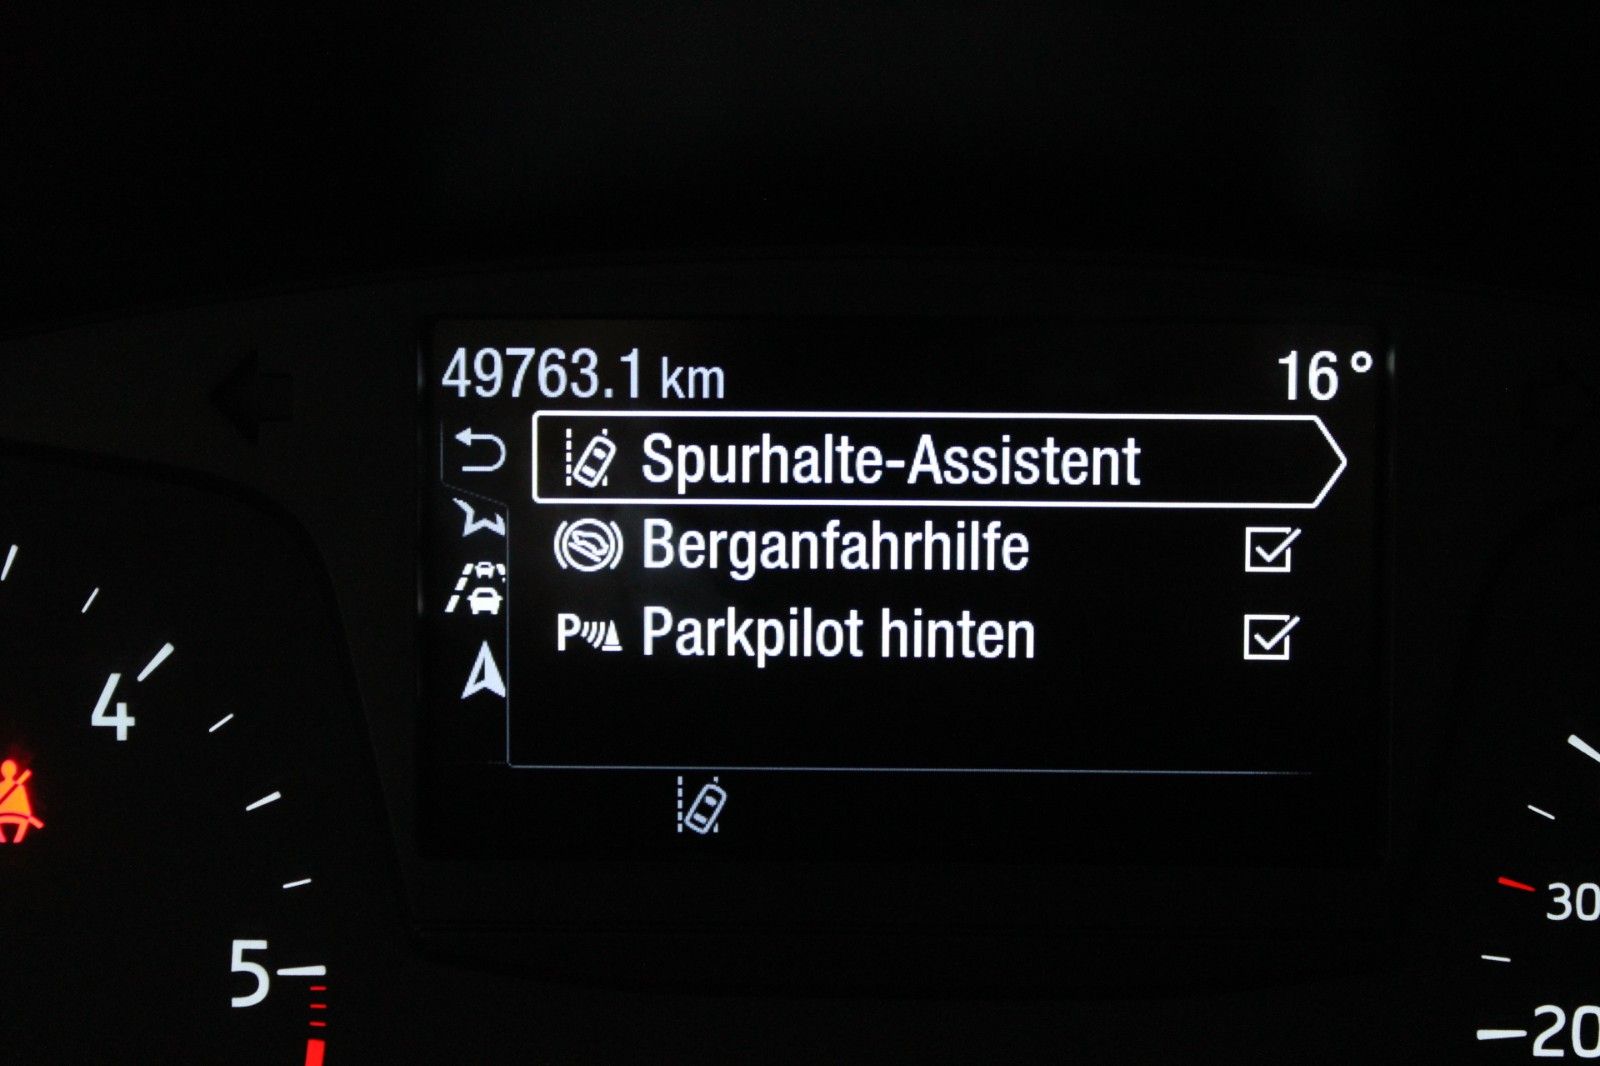 49763.1 km 16°
Spurhalte-Assistent
Berganfahrhilfe
P Parkpilot hinten
4
5
30
20